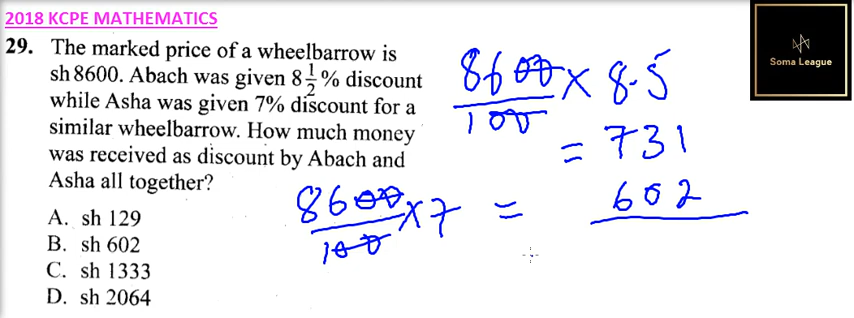 2018 KCPE MATHEMATICS
29. The marked price of a wheelbarrow is
sh 8600. Abach was given 8 1/2 % discount
while Asha was given 7% discount for a
similar wheelbarrow. How much money
was received as discount by Abach and
Asha all together?
A. sh 129
B. sh 602
C. sh 1333
D. sh 2064
8600/100 × 8.5
= 731
8600/100 × 7 = 602
Soma League